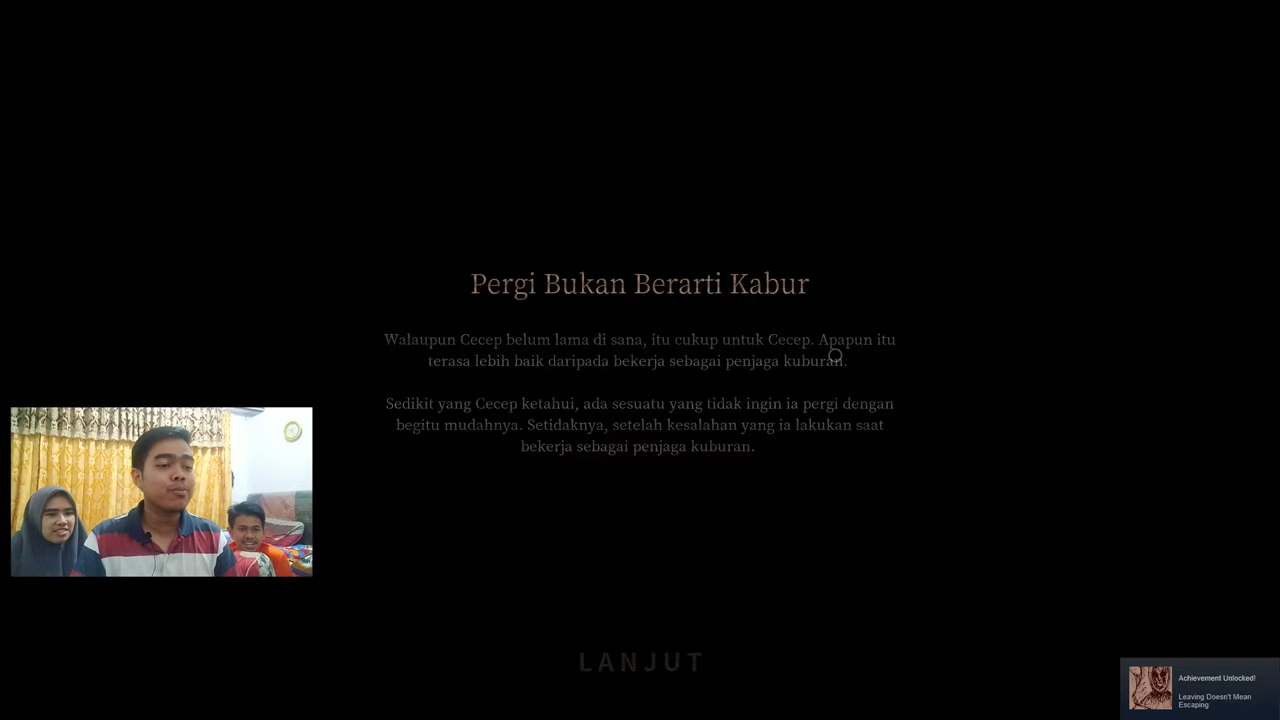 Pergi Bukan Berarti Kabur
Walaupun Cecep belum lama di sana, itu cukup untuk Cecep. Apapun itu
terasa lebih baik daripada bekerja sebagai penjaga kuburan.
Sedikit yang Cecep ketahui, ada sesuatu yang tidak ingin ia pergi dengan
begitu mudahnya. Setidaknya, setelah kesalahan yang ia lakukan saat
bekerja sebagai penjaga kuburan.
LANJUT
Achievement Unlocked!
Leaving Doesn't Mean
Escaping